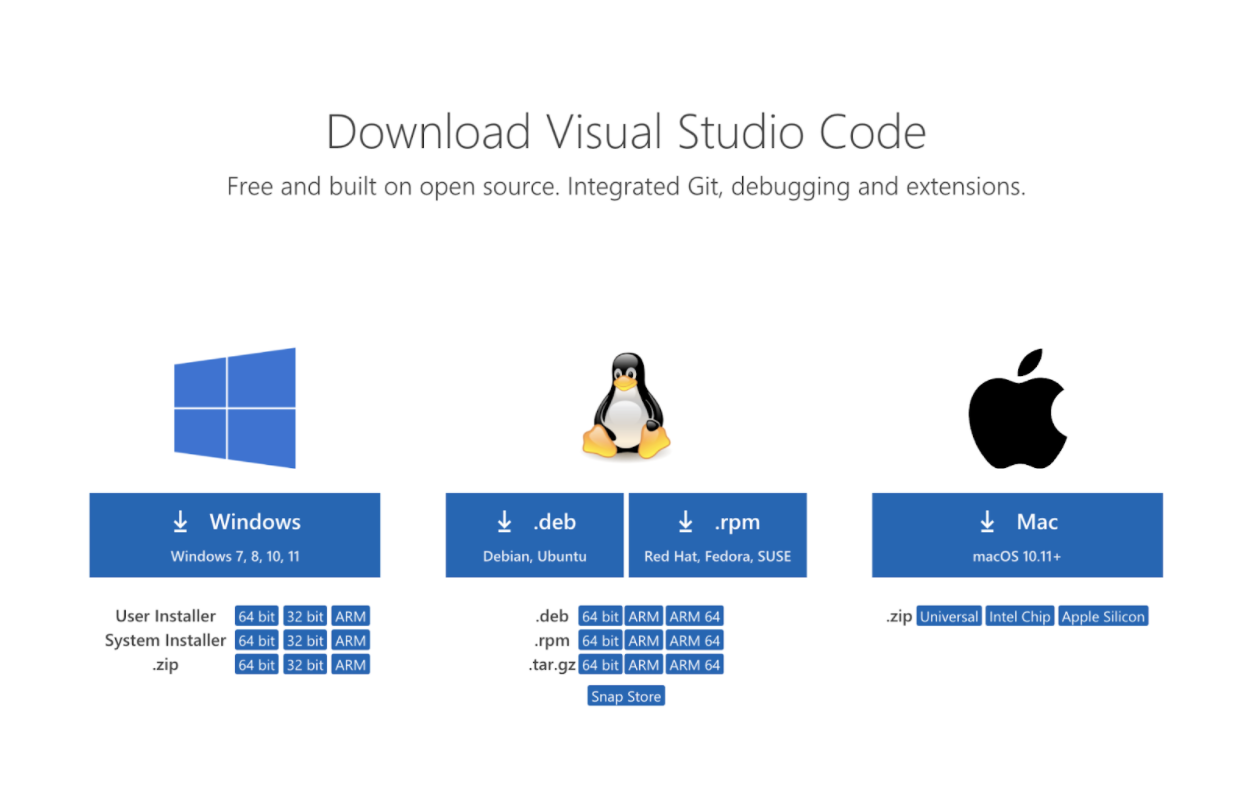 Download Visual Studio Code
Free and built on open source. Integrated Git, debugging and extensions.
Windows
Windows 7, 8, 10, 11
User Installer 64 bit 32 bit ARM
System Installer 64 bit 32 bit ARM
.zip 64 bit 32 bit ARM
.deb
Debian, Ubuntu
.rpm
Red Hat, Fedora, SUSE
.deb 64 bit ARM ARM 64
.rpm 64 bit ARM ARM 64
.tar.gz 64 bit ARM ARM 64
Snap Store
Mac
macOS 10.11+
.zip Universal Intel Chip Apple Silicon